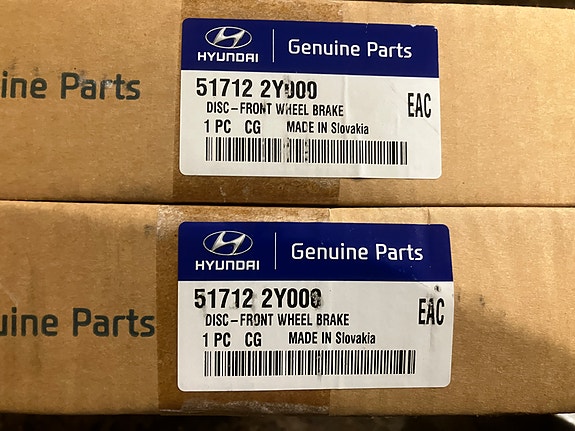 HYUNDAI
Genuine Parts
ine Parts
51712 2Y000
DISC-FRONT WHEEL BRAKE
EAC
1 PC CG MADE IN Slovakia
HYUNDAI
Genuine Parts
uine Parts
51712 2Y000
DISC-FRONT WHEEL BRAKE
EAC
1 PC CG MADE IN Slovakia